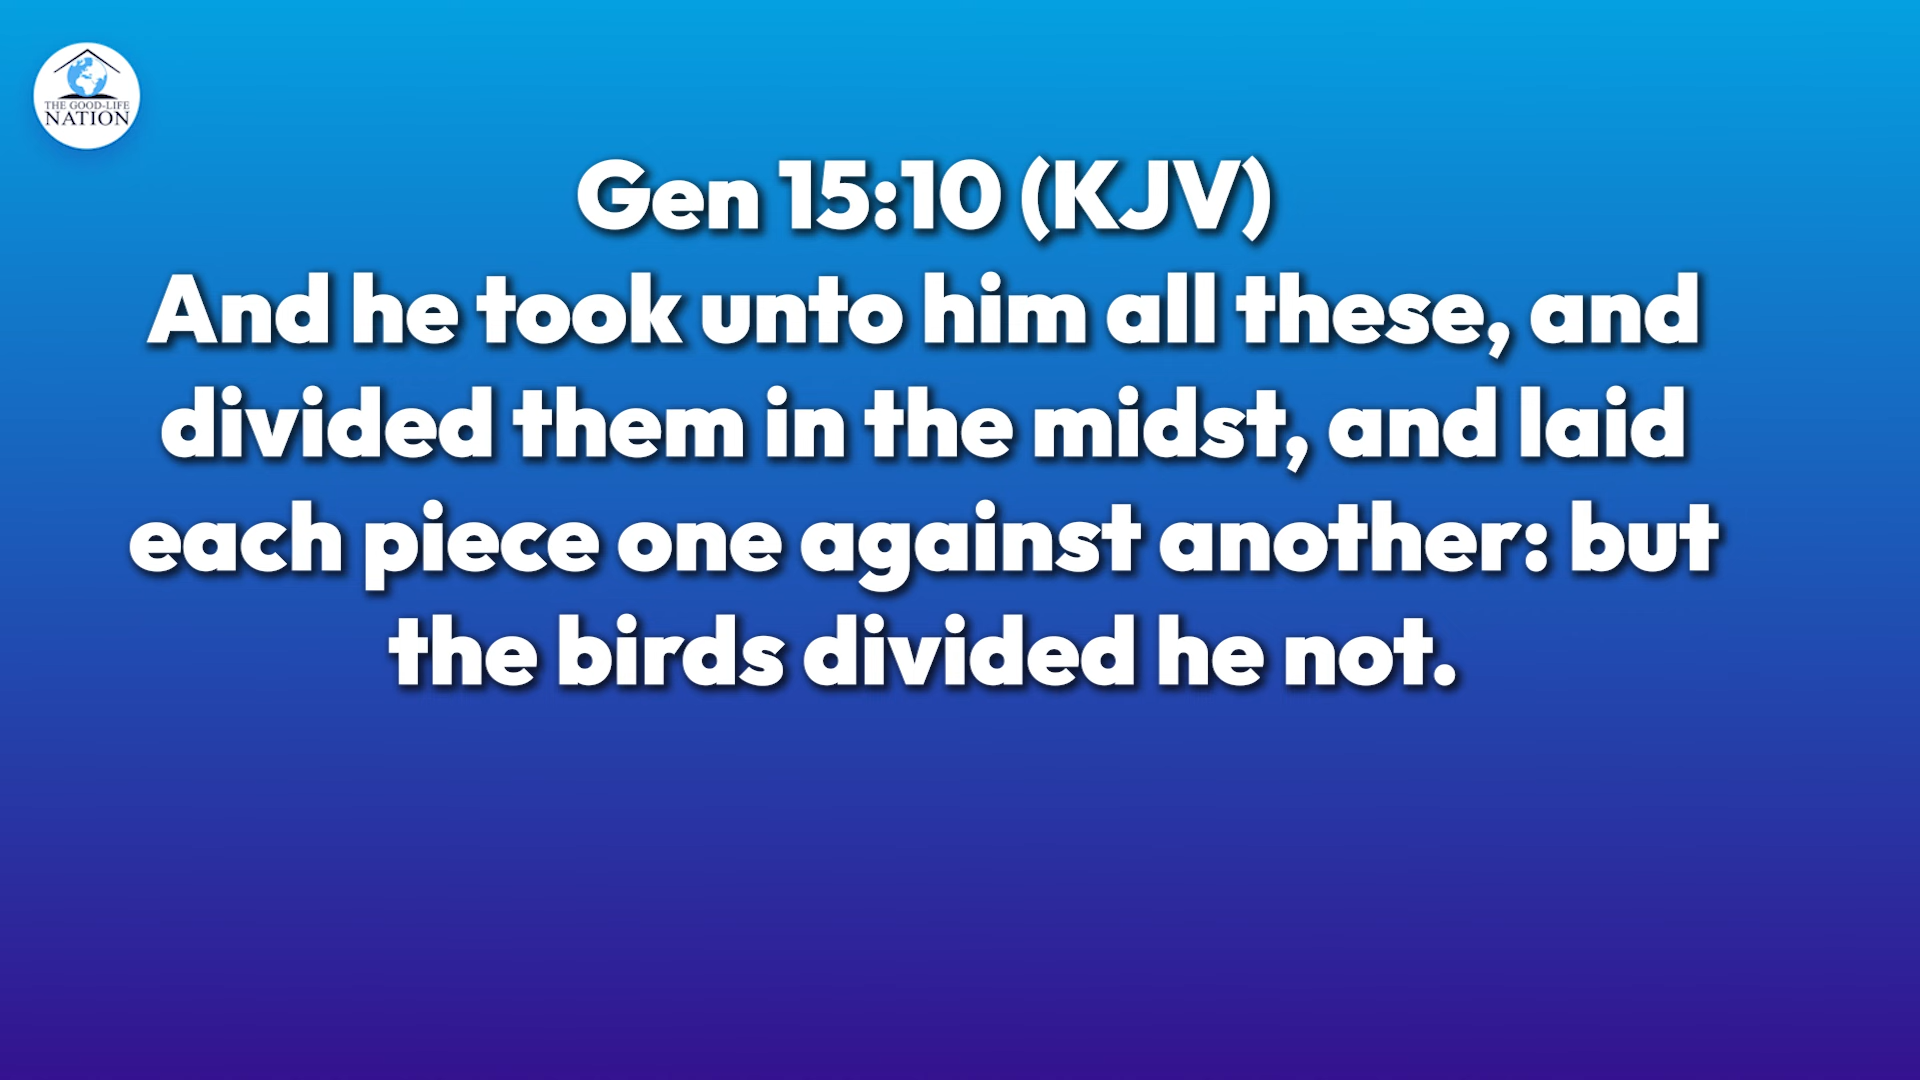 THE GOOD-LIFE
NATION
Gen 15:10 (KJV)
And he took unto him all these, and
divided them in the midst, and laid
each piece one against another: but
the birds divided he not.